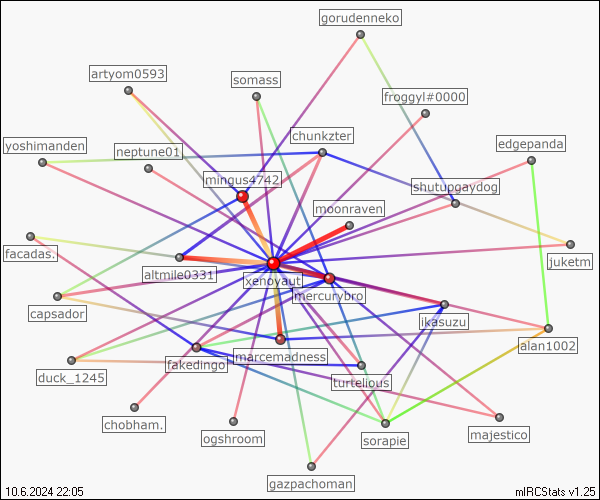 gorudenneko
artyom0593
somass
froggyl#0000
chunkzter
edgepanda
yoshimanden
neptune01
mingus4742
shutupgaydog
moonraven
facadas.
juketm
altmile0331
xenoyaut
mercurybro
capsador
ikasuzu
alan1002
marcemadness
fakedingo
duck_1245
turtelious
chobham.
ogshroom
sorapie
majestico
gazpachoman
10.6.2024 22:05
mIRCStats v1.25